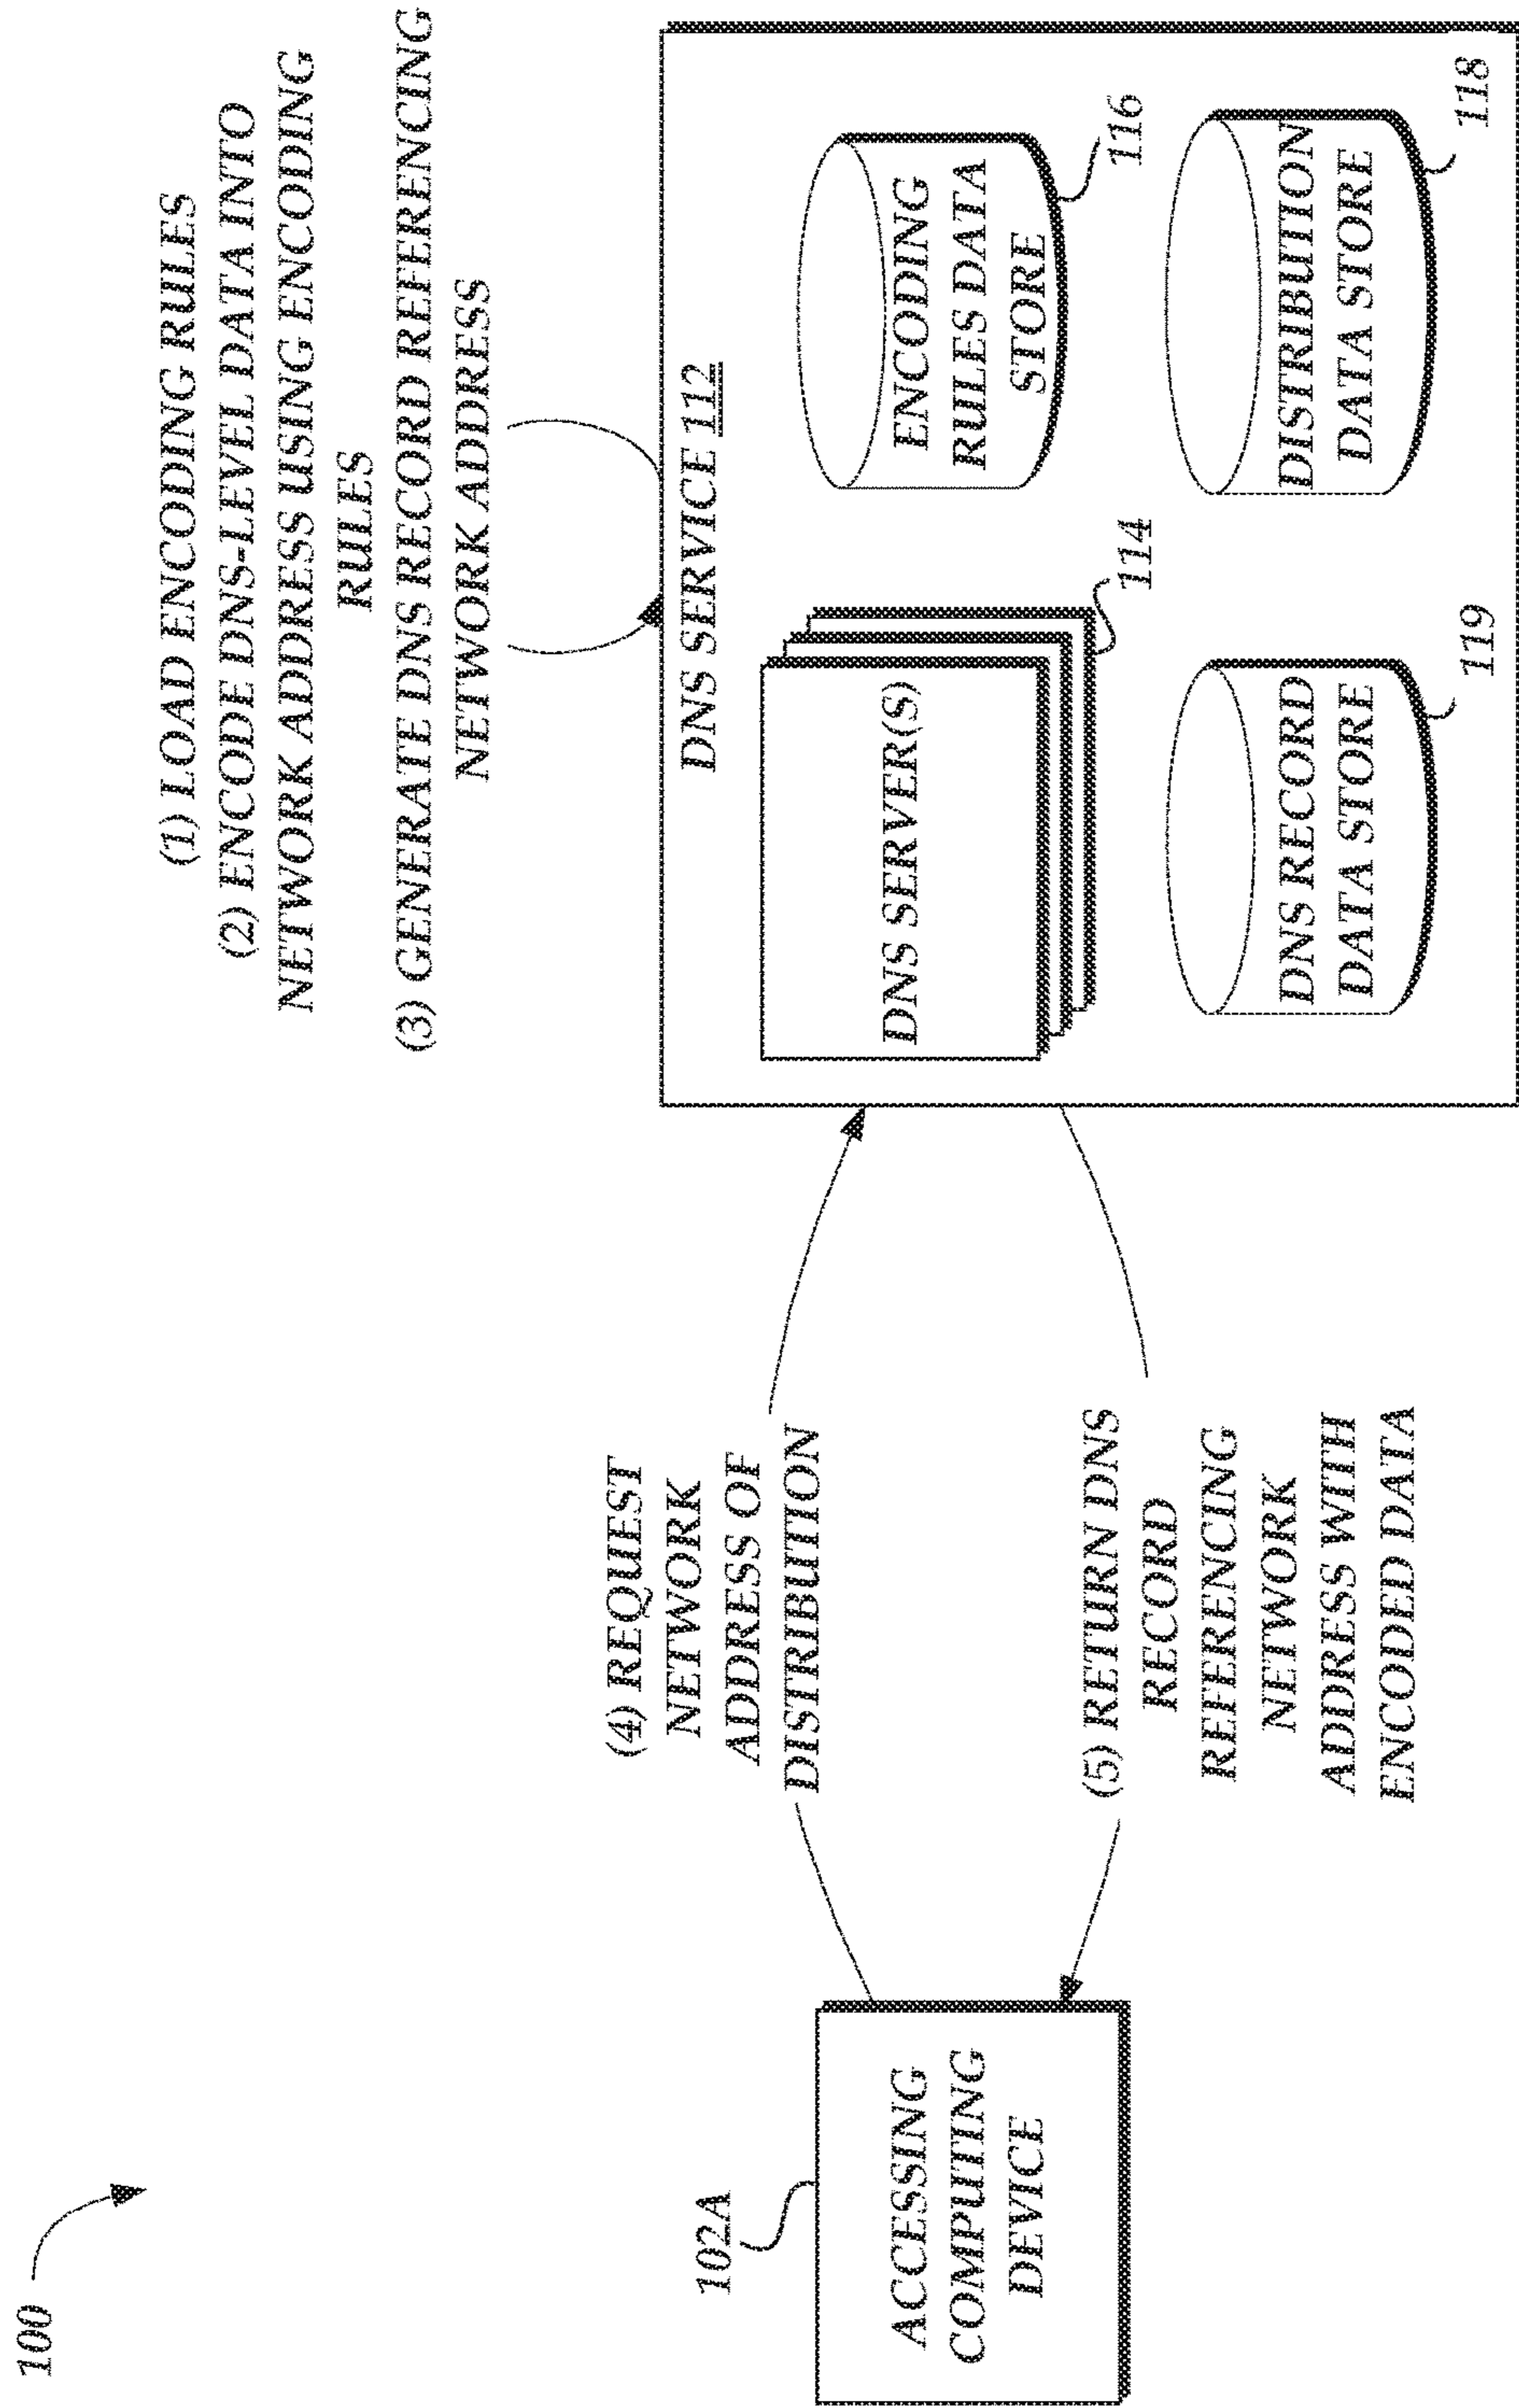 100
(1) LOAD ENCODING RULES
(2) ENCODE DNS-LEVEL DATA INTO
NETWORK ADDRESS USING ENCODING
RULES
(3) GENERATE DNS RECORD REFERENCING
NETWORK ADDRESS
102A
ACCESSING
COMPUTING
DEVICE
(4) REQUEST
NETWORK
ADDRESS OF
DISTRIBUTION
(5) RETURN DNS
RECORD
REFERENCING
NETWORK
ADDRESS WITH
ENCODED DATA
DNS SERVICE 112
DNS SERVER(S)
114
ENCODING
RULES DATA
STORE
116
DNS RECORD
DATA STORE
119
DISTRIBUTION
DATA STORE
118